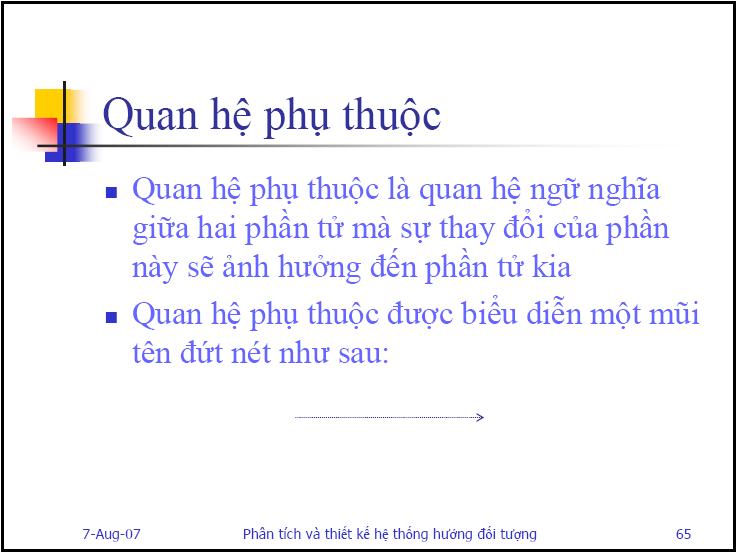 Quan hệ phụ thuộc
Quan hệ phụ thuộc là quan hệ ngữ nghĩa
giữa hai phần tử mà sự thay đổi của phần
này sẽ ảnh hưởng đến phần tử kia
Quan hệ phụ thuộc được biểu diễn một mũi
tên đứt nét như sau:
7-Aug-07 Phân tích và thiết kế hệ thống hướng đối tượng 65